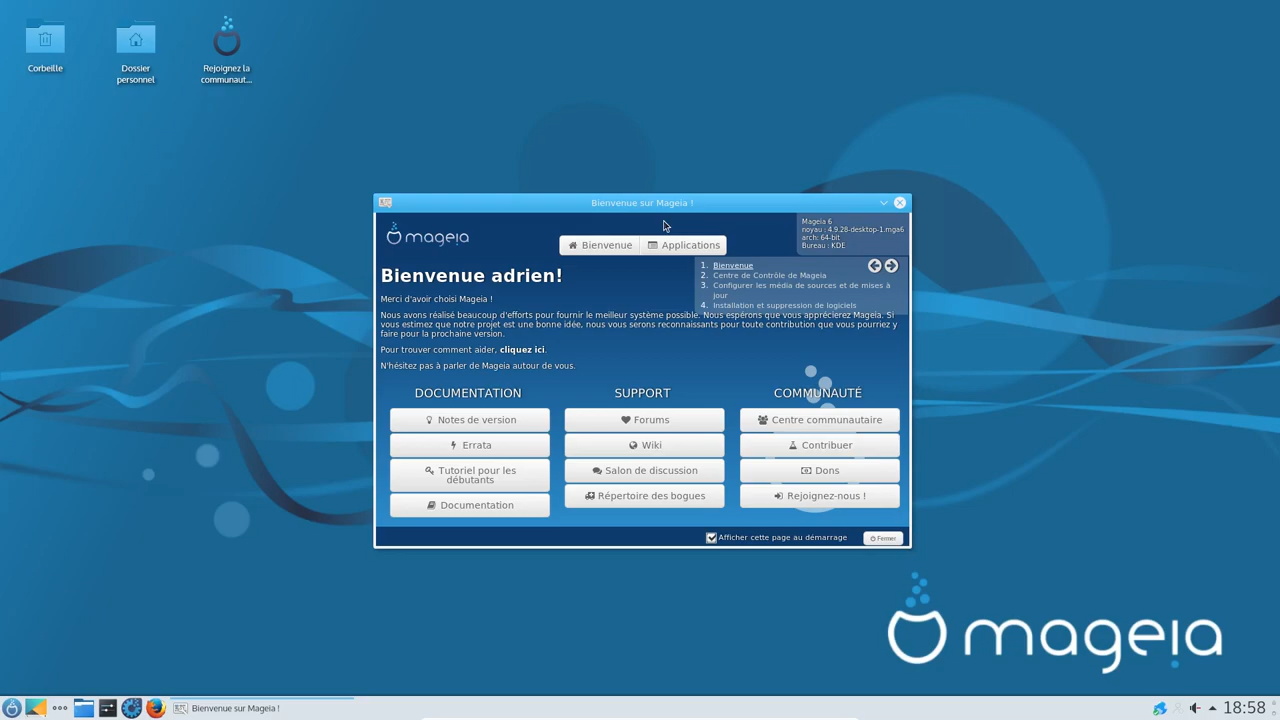 Corbeille
Dossier
personnel
Rejoignez la
communaut...
Bienvenue sur Mageia !
mageia
Bienvenue
Applications
Mageia 6
noyau : 4.9.28-desktop-1.mga6
arch: 64-bit
Bureau : KDE
1. Bienvenue
2. Centre de Contrôle de Mageia
3. Configurer les média de sources et de mises à
jour
4. Installation et suppression de logiciels
Bienvenue adrien!
Merci d'avoir choisi Mageia !
Nous avons réalisé beaucoup d'efforts pour fournir le meilleur système possible. Nous espérons que vous apprécierez Mageia. Si
vous estimez que notre projet est une bonne idée, nous vous serons reconnaissants pour toute contribution que vous pourriez y
faire pour la prochaine version.
Pour trouver comment aider, cliquez ici.
N'hésitez pas à parler de Mageia autour de vous.
DOCUMENTATION
Notes de version
Errata
Tutoriel pour les
débutants
Documentation
SUPPORT
Forums
Wiki
Salon de discussion
Répertoire des bogues
COMMUNAUTÉ
Centre communautaire
Contribuer
Dons
Rejoignez-nous !
Afficher cette page au démarrage
Fermer
mageia
Bienvenue sur Mageia !
18:58